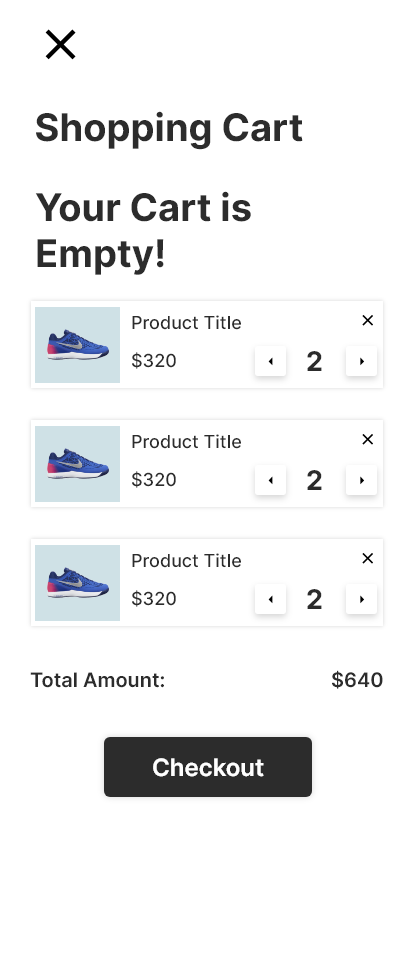 Shopping Cart
Your Cart is
Empty!
Product Title
$320
2
Product Title
$320
2
Product Title
$320
2
Total Amount:
$640
Checkout